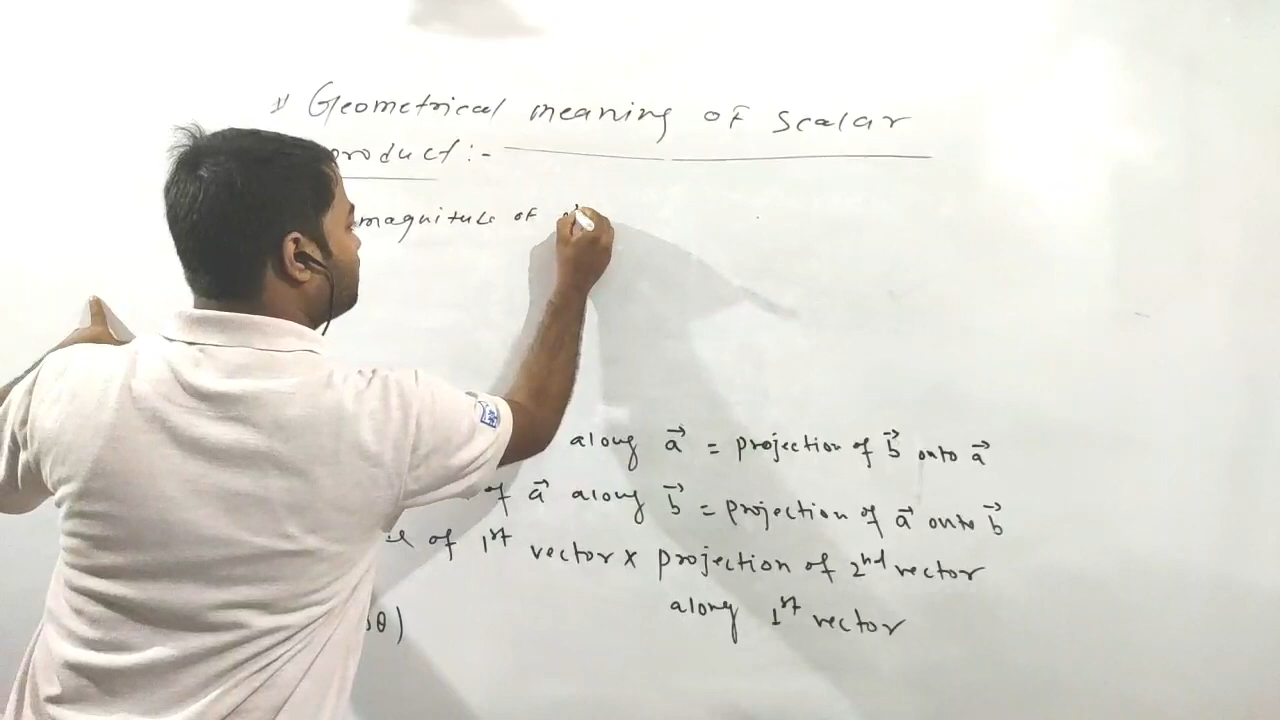 Geometrical meaning of scalar
product :-
magnitude of
along a⃗ = projection of b⃗ onto a⃗
of a⃗ along b⃗ = projection of a⃗ onto b⃗
of 1st vector x projection of 2nd vector
along 1st vector
θ)